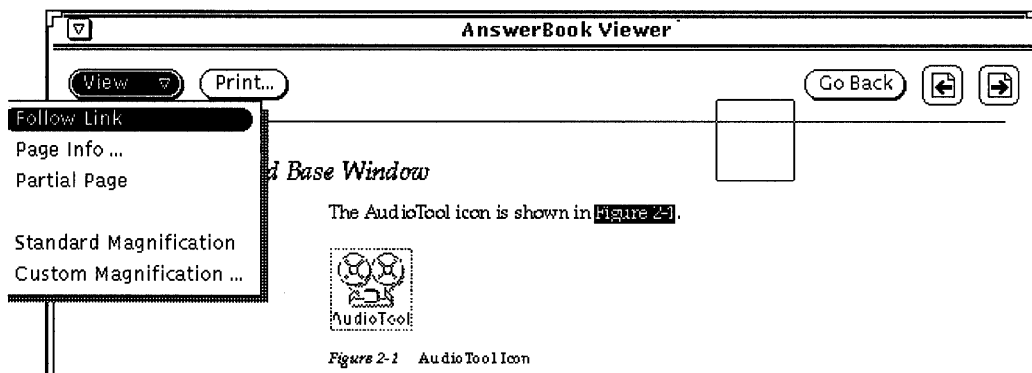 AnswerBook Viewer
View Print... Go Back
Follow Link
Page Info ...
Partial Page
d Base Window
The AudioTool icon is shown in Figure 2-1.
Standard Magnification
Custom Magnification ...
AudioTool
Figure 2-1 AudioTool Icon